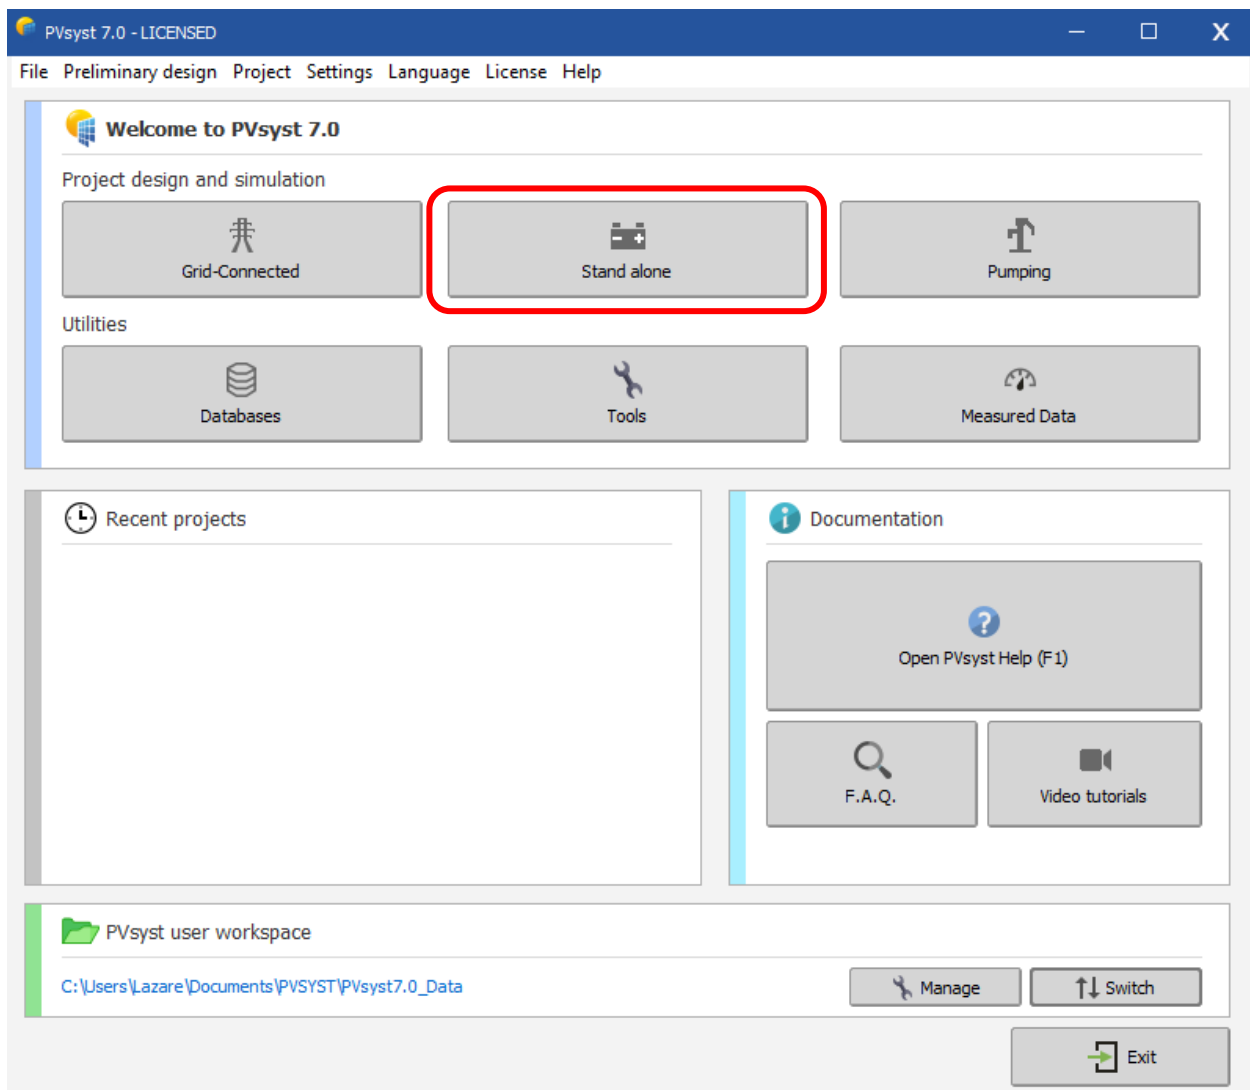 PVsyst 7.0 - LICENSED
X
File Preliminary design Project Settings Language License Help
Welcome to PVsyst 7.0
Project design and simulation
Grid-Connected
Stand alone
Pumping
Utilities
Databases
Tools
Measured Data
Recent projects
Documentation
Open PVsyst Help (F1)
F.A.Q.
Video tutorials
PVsyst user workspace
C:\Users\Lazare\Documents\PVSYST\PVsyst7.0_Data
Manage
Switch
Exit